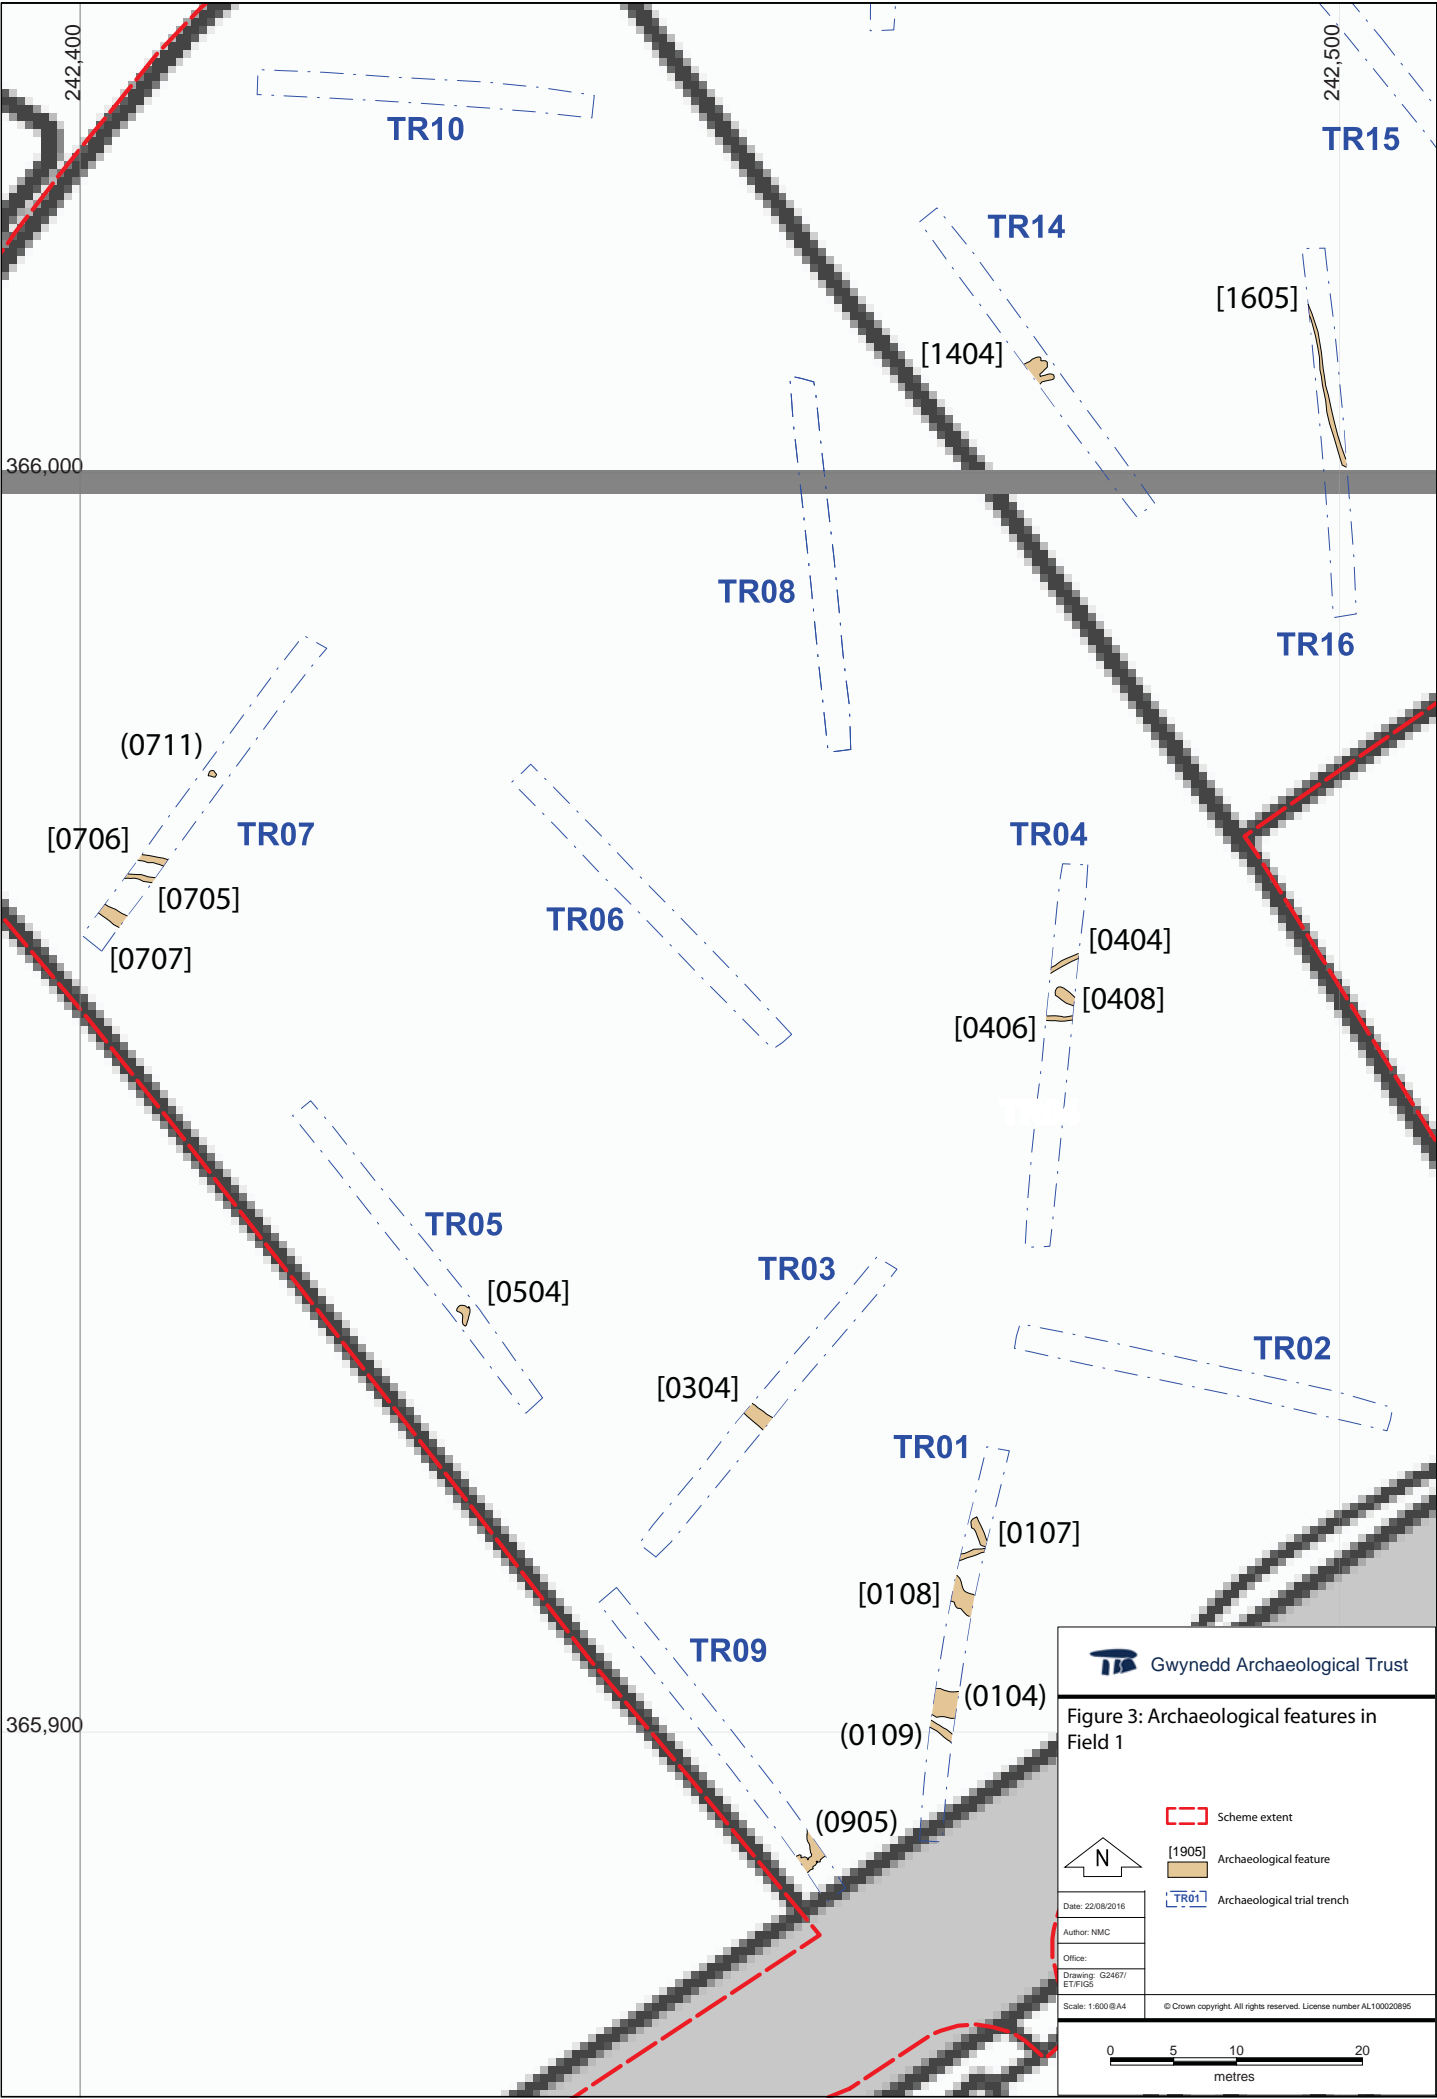 242,400
242,500
TR10
TR15
TR14
[1605]
[1404]
366,000
TR08
TR16
(0711)
[0706]
TR07
TR04
[0705]
TR06
[0404]
[0707]
[0408]
[0406]
TR05
TR03
[0504]
TR02
[0304]
TR01
[0107]
[0108]
TR09
(0104)
365,900
(0109)
(0905)
Gwynedd Archaeological Trust
Figure 3: Archaeological features in
Field 1
Scheme extent
[1905]
Archaeological feature
N
TR01
Archaeological trial trench
Date: 22/08/2016
Author: NMC
Office:
Drawing: G2467/
ET/FIG5
Scale: 1:600@A4
© Crown copyright. All rights reserved. License number AL100020895
0 5 10 20
metres